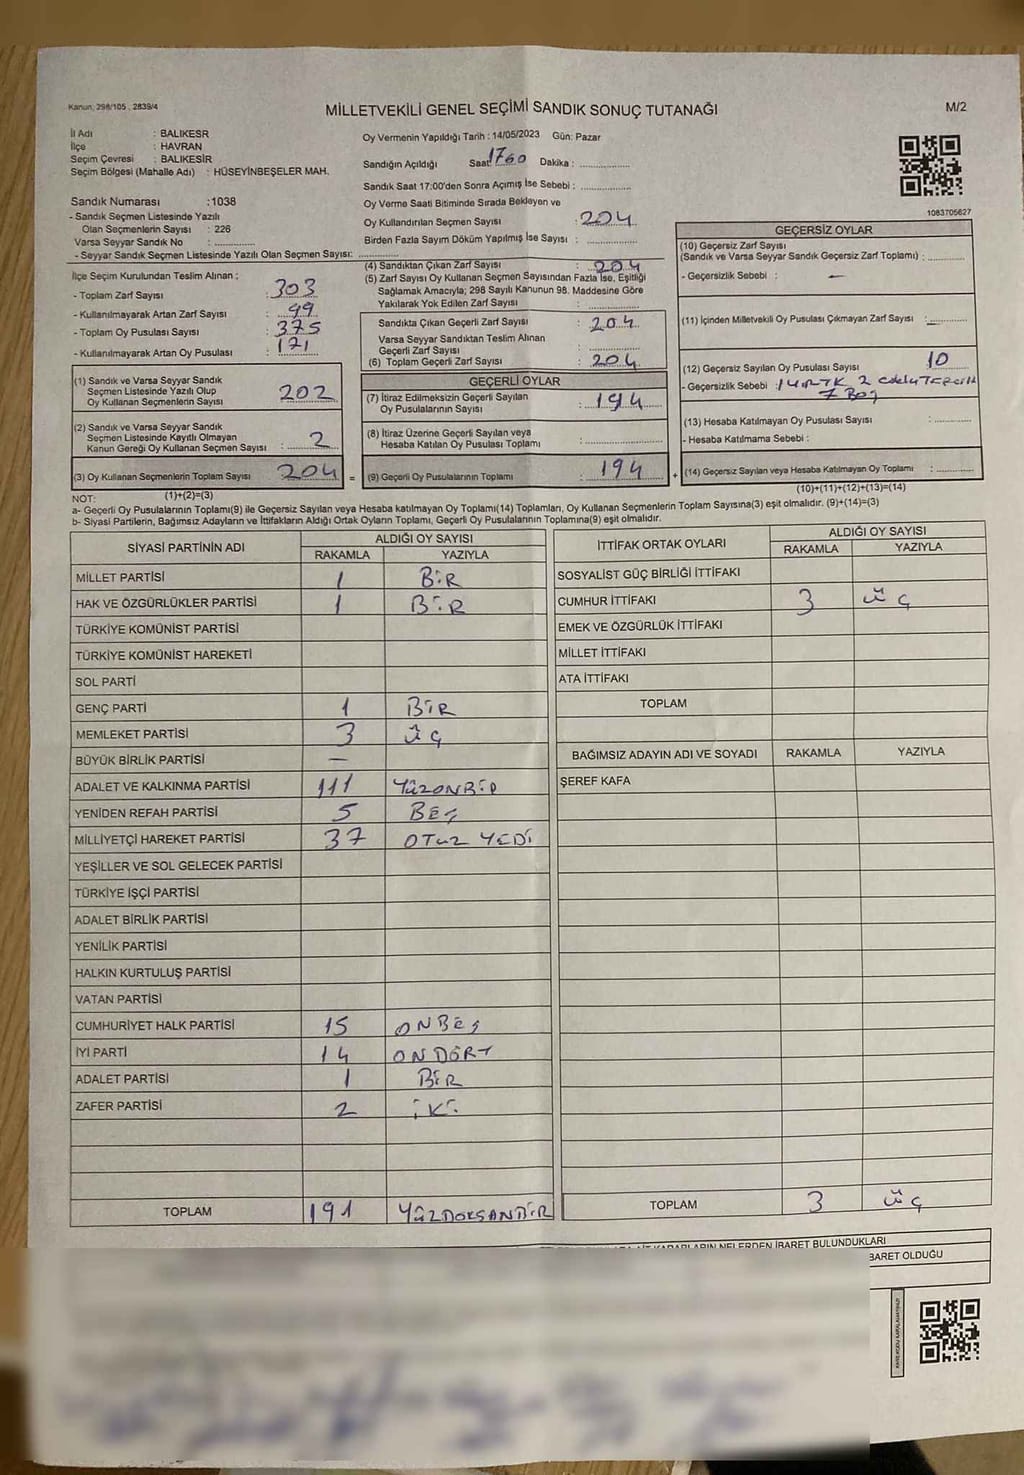 Kanun: 298/105 , 2839/4
MİLLETVEKİLİ GENEL SEÇİMİ SANDIK SONUÇ TUTANAĞI
M/2
İl Adı : BALIKESR
İlçe : HAVRAN
Seçim Çevresi : BALIKESİR
Seçim Bölgesi (Mahalle Adı) : HÜSEYİNBEŞELER MAH.
Sandık Numarası :1038
- Sandık Seçmen Listesinde Yazılı
Olan Seçmenlerin Sayısı : 226
Varsa Seyyar Sandık No :
- Seyyar Sandık Seçmen Listesinde Yazılı Olan Seçmen Sayısı:
Oy Vermenin Yapıldığı Tarih : 14/05/2023 Gün: Pazar
Sandığın Açıldığı Saat 1700 Dakika :
Sandık Saat 17:00'den Sonra Açımış İse Sebebi :
Oy Verme Saati Bitiminde Sırada Bekleyen ve
Oy Kullandırılan Seçmen Sayısı : 204
Birden Fazla Sayım Döküm Yapılmış İse Sayısı :
1083705627
İlçe Seçim Kurulundan Teslim Alınan :
- Toplam Zarf Sayısı : 303
- Kullanılmayarak Artan Zarf Sayısı : 99
- Toplam Oy Pusulası Sayısı : 375
- Kullanılmayarak Artan Oy Pusulası : 171
(4) Sandıktan Çıkan Zarf Sayısı : 204
(5) Zarf Sayısı Oy Kullanan Seçmen Sayısından Fazla İse, Eşitliği
Sağlamak Amacıyla; 298 Sayılı Kanunun 98. Maddesine Göre
Yakılarak Yok Edilen Zarf Sayısı :
Sandıkta Çıkan Geçerli Zarf Sayısı : 204
Varsa Seyyar Sandıktan Teslim Alınan
Geçerli Zarf Sayısı :
(6) Toplam Geçerli Zarf Sayısı : 204
GEÇERSİZ OYLAR
(10) Geçersiz Zarf Sayısı
(Sandık ve Varsa Seyyar Sandık Geçersiz Zarf Toplamı) :
- Geçersizlik Sebebi : —
(11) İçinden Milletvekili Oy Pusulası Çıkmayan Zarf Sayısı : —
(12) Geçersiz Sayılan Oy Pusulası Sayısı 10
- Geçersizlik Sebebi : 1 YIRTK 2
7 BOŞ
(13) Hesaba Katılmayan Oy Pusulası Sayısı :
- Hesaba Katılmama Sebebi :
(14) Geçersiz Sayılan veya Hesaba Katılmayan Oy Toplamı :
(10)+(11)+(12)+(13)=(14)
(1) Sandık ve Varsa Seyyar Sandık
Seçmen Listesinde Yazılı Olup
Oy Kullanan Seçmenlerin Sayısı : 202
(2) Sandık ve Varsa Seyyar Sandık
Seçmen Listesinde Kayıtlı Olmayan
Kanun Gereği Oy Kullanan Seçmen Sayısı : 2
(3) Oy Kullanan Seçmenlerin Toplam Sayısı 204 =
(1)+(2)=(3)
GEÇERLİ OYLAR
(7) İtiraz Edilmeksizin Geçerli Sayılan
Oy Pusulalarının Sayısı : 194
(8) İtiraz Üzerine Geçerli Sayılan veya
Hesaba Katılan Oy Pusulası Toplamı :
(9) Geçerli Oy Pusulalarının Toplamı : 194 +
NOT:
a- Geçerli Oy Pusulalarının Toplamı(9) ile Geçersiz Sayılan veya Hesaba katılmayan Oy Toplamı(14) Toplamları, Oy Kullanan Seçmenlerin Toplam Sayısına(3) eşit olmalıdır. (9)+(14)=(3)
b- Siyasi Partilerin, Bağımsız Adayların ve İttifakların Aldığı Ortak Oyların Toplamı, Geçerli Oy Pusulalarının Toplamına(9) eşit olmalıdır.
SİYASİ PARTİNİN ADI ALDIĞI OY SAYISI
RAKAMLA YAZIYLA
MİLLET PARTİSİ 1 BİR
HAK VE ÖZGÜRLÜKLER PARTİSİ 1 BİR
TÜRKİYE KOMÜNİST PARTİSİ
TÜRKİYE KOMÜNİST HAREKETİ
SOL PARTİ
GENÇ PARTİ 1 BİR
MEMLEKET PARTİSİ 3 ÜÇ
BÜYÜK BİRLİK PARTİSİ —
ADALET VE KALKINMA PARTİSİ 111 YÜZONBİR
YENİDEN REFAH PARTİSİ 5 BEŞ
MİLLİYETÇİ HAREKET PARTİSİ 37 OTUZ YEDİ
YEŞİLLER VE SOL GELECEK PARTİSİ
TÜRKİYE İŞÇİ PARTİSİ
ADALET BİRLİK PARTİSİ
YENİLİK PARTİSİ
HALKIN KURTULUŞ PARTİSİ
VATAN PARTİSİ
CUMHURİYET HALK PARTİSİ 15 ONBEŞ
İYİ PARTİ 14 ONDÖRT
ADALET PARTİSİ 1 BİR
ZAFER PARTİSİ 2 İKİ
TOPLAM 191 YÜZDOKSANBİR
İTTİFAK ORTAK OYLARI ALDIĞI OY SAYISI
RAKAMLA YAZIYLA
SOSYALİST GÜÇ BİRLİĞİ İTTİFAKI
CUMHUR İTTİFAKI 3 ÜÇ
EMEK VE ÖZGÜRLÜK İTTİFAKI
MİLLET İTTİFAKI
ATA İTTİFAKI
TOPLAM
BAĞIMSIZ ADAYIN ADI VE SOYADI RAKAMLA YAZIYLA
ŞEREF KAFA
TOPLAM 3 ÜÇ
NELERDEN İBARET BULUNDUKLARI
BARET OLDUĞU